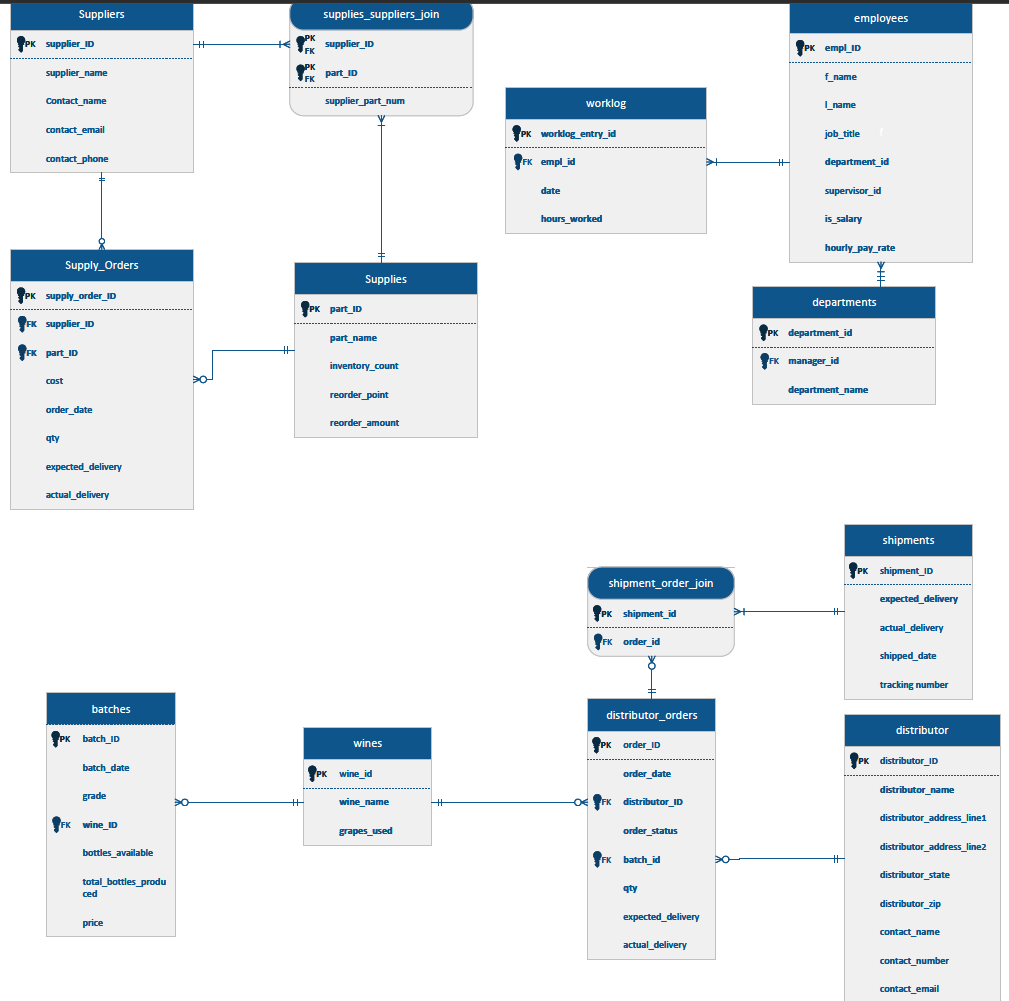 Suppliers
PK supplier_ID
supplier_name
Contact_name
contact_email
contact_phone
supplies_suppliers_join
PK
FK supplier_ID
PK
FK part_ID
supplier_part_num
employees
PK empl_ID
f_name
l_name
job_title
department_id
supervisor_id
is_salary
hourly_pay_rate
worklog
PK worklog_entry_id
FK empl_id
date
hours_worked
Supply_Orders
PK supply_order_ID
FK supplier_ID
FK part_ID
cost
order_date
qty
expected_delivery
actual_delivery
Supplies
PK part_ID
part_name
inventory_count
reorder_point
reorder_amount
departments
PK department_id
FK manager_id
department_name
shipments
PK shipment_ID
expected_delivery
actual_delivery
shipped_date
tracking number
shipment_order_join
PK shipment_id
FK order_id
batches
PK batch_ID
batch_date
grade
FK wine_ID
bottles_available
total_bottles_produ
ced
price
wines
PK wine_id
wine_name
grapes_used
distributor_orders
PK order_ID
order_date
FK distributor_ID
order_status
FK batch_id
qty
expected_delivery
actual_delivery
distributor
PK distributor_ID
distributor_name
distributor_address_line1
distributor_address_line2
distributor_state
distributor_zip
contact_name
contact_number
contact_email